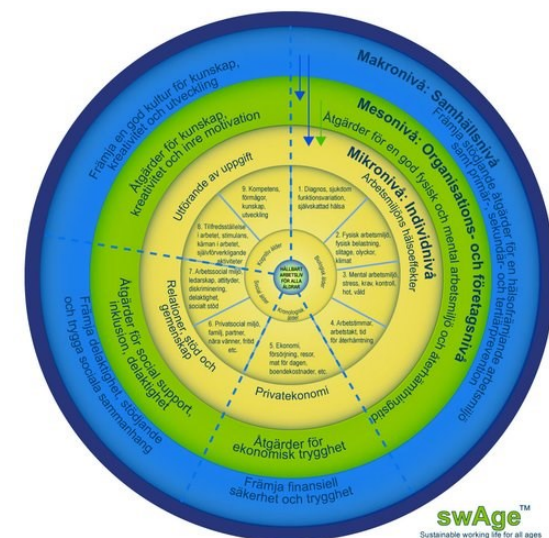 Makronivå: Samhällsnivå
Främja stödjande åtgärder för en hälsofrämjande arbetsmiljö
samt primär-, sekundär- och tertiärprevention
Mesonivå: Organisations- och företagsnivå
Åtgärder för en god fysisk och mental arbetsmiljö och återhämtningstid
Mikronivå: Individnivå
Arbetsmiljöns hälsoeffekter
Främja en god kultur för kunskap,
kreativitet och utveckling
Åtgärder för kunskap,
kreativitet och inre motivation
Utförande av uppgift
1. Diagnos, sjukdom
funktionsvariation,
självskattad hälsa
2. Fysisk arbetsmiljö,
fysisk belastning,
slitage, olyckor,
klimat
3. Mental arbetsmiljö,
stress, krav, kontroll,
hot, våld
4. Arbetstimmar,
arbetstakt, tid
för återhämtning
5. Ekonomi,
försörjning, resor,
mat för dagen,
boendekostnader, etc.
6. Privatsocial miljö,
familj, partner,
nära vänner, fritid
etc.
7. Arbetssocial miljö,
ledarskap, attityder,
diskriminering,
delaktighet,
socialt stöd
8. Tillfredsställelse
i arbetet, stimulans,
kärnan i arbetet,
självförverkligande
aktiviteter
9. Kompetens,
förmågor,
kunskap,
utveckling
HÅLLBART
ARBETSLIV
FÖR ALLA
ÅLDRAR
Relationer, stöd och
gemenskap
Åtgärder för social support,
inklusion, delaktighet
Främja delaktighet, stödjande
och trygga sociala sammanhang
Privatekonomi
Åtgärder för
ekonomisk trygghet
Främja finansiell
säkerhet och trygghet
swAge™
Sustainable working life for all ages